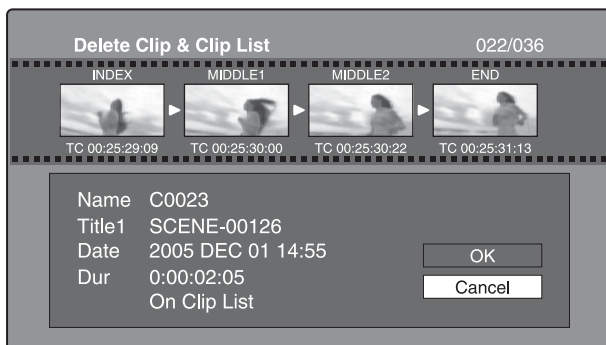 Delete Clip & Clip List 022/036
INDEX MIDDLE1 MIDDLE2 END
TC 00:25:29:09 TC 00:25:30:00 TC 00:25:30:22 TC 00:25:31:13
Name C0023
Title1 SCENE-00126
Date 2005 DEC 01 14:55
Dur 0:00:02:05
On Clip List
OK
Cancel